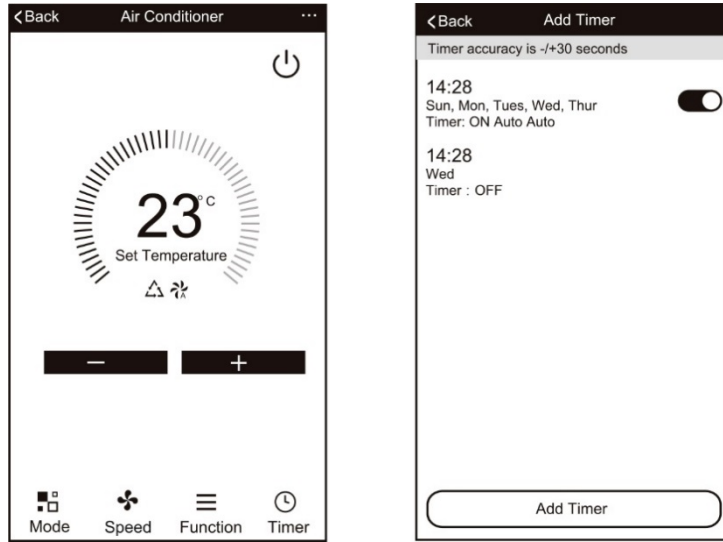 Back Air Conditioner ...
23°C
Set Temperature
A
Mode Speed Function Timer
Back Add Timer
Timer accuracy is -/+30 seconds
14:28
Sun, Mon, Tues, Wed, Thur
Timer: ON Auto Auto
14:28
Wed
Timer : OFF
Add Timer